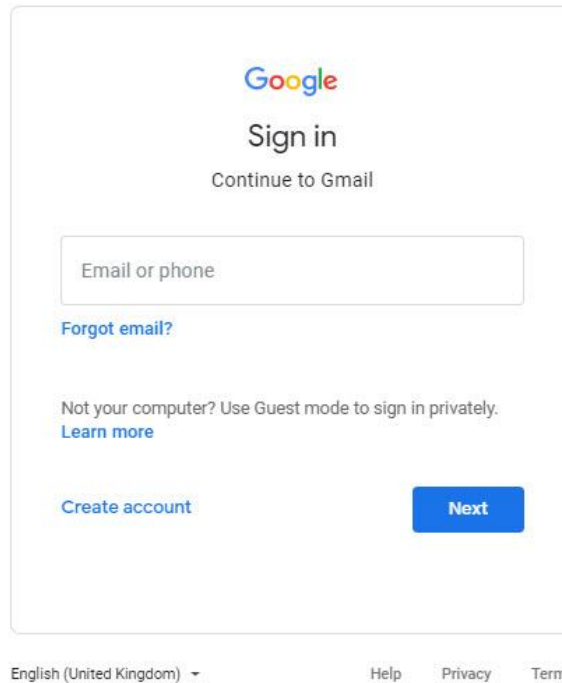 Google
Sign in
Continue to Gmail
Email or phone
Forgot email?
Not your computer? Use Guest mode to sign in privately.
Learn more
Create account Next
English (United Kingdom) Help Privacy Term